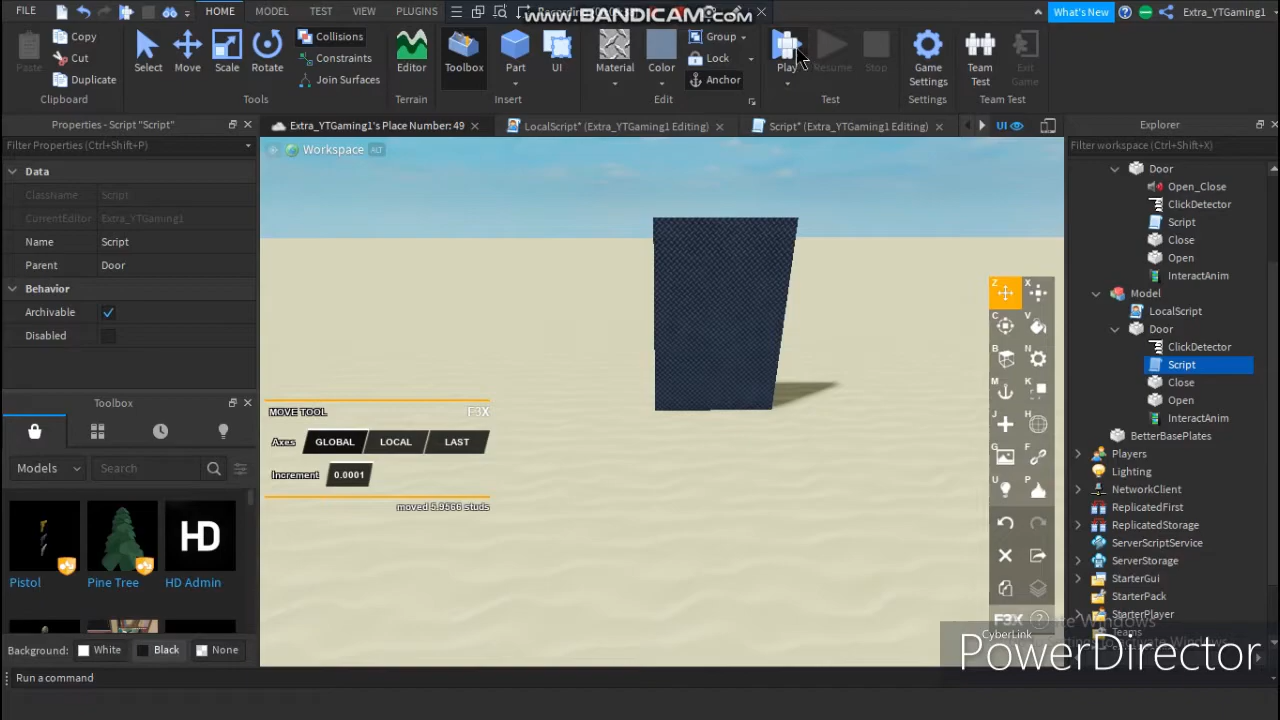 FILE HOME MODEL TEST VIEW PLUGINS
www.BANDICAM.com
What's New Extra_YTGaming1
Paste Copy Cut Duplicate
Clipboard
Select Move Scale Rotate
Collisions
Constraints
Join Surfaces
Tools
Editor
Terrain
Toolbox Part UI
Insert
Material Color
Group
Lock
Anchor
Edit
Play Resume Stop
Test
Game Settings
Settings
Team Test Exit Game
Team Test
Properties - Script "Script"
Filter Properties (Ctrl+Shift+P)
Data
ClassName Script
CurrentEditor Extra_YTGaming1
Name Script
Parent Door
Behavior
Archivable
Disabled
Toolbox
Models Search
Pistol Pine Tree HD Admin
HD
Background: White Black None
Run a command
Extra_YTGaming1's Place Number: 49
LocalScript* (Extra_YTGaming1 Editing)
Script* (Extra_YTGaming1 Editing)
UI
Workspace ALT
MOVE TOOL F3X
Axes GLOBAL LOCAL LAST
Increment 0.0001
moved 5.9566 studs
Z X
C V
B N
M K
J H
G F
U P
F3X ?
Explorer
Filter workspace (Ctrl+Shift+X)
Door
Open_Close
ClickDetector
Script
Close
Open
InteractAnim
Model
LocalScript
Door
ClickDetector
Script
Close
Open
InteractAnim
BetterBasePlates
Players
Lighting
NetworkClient
ReplicatedFirst
ReplicatedStorage
ServerScriptService
ServerStorage
StarterGui
StarterPack
StarterPlayer
Teams
CyberLink
PowerDirector